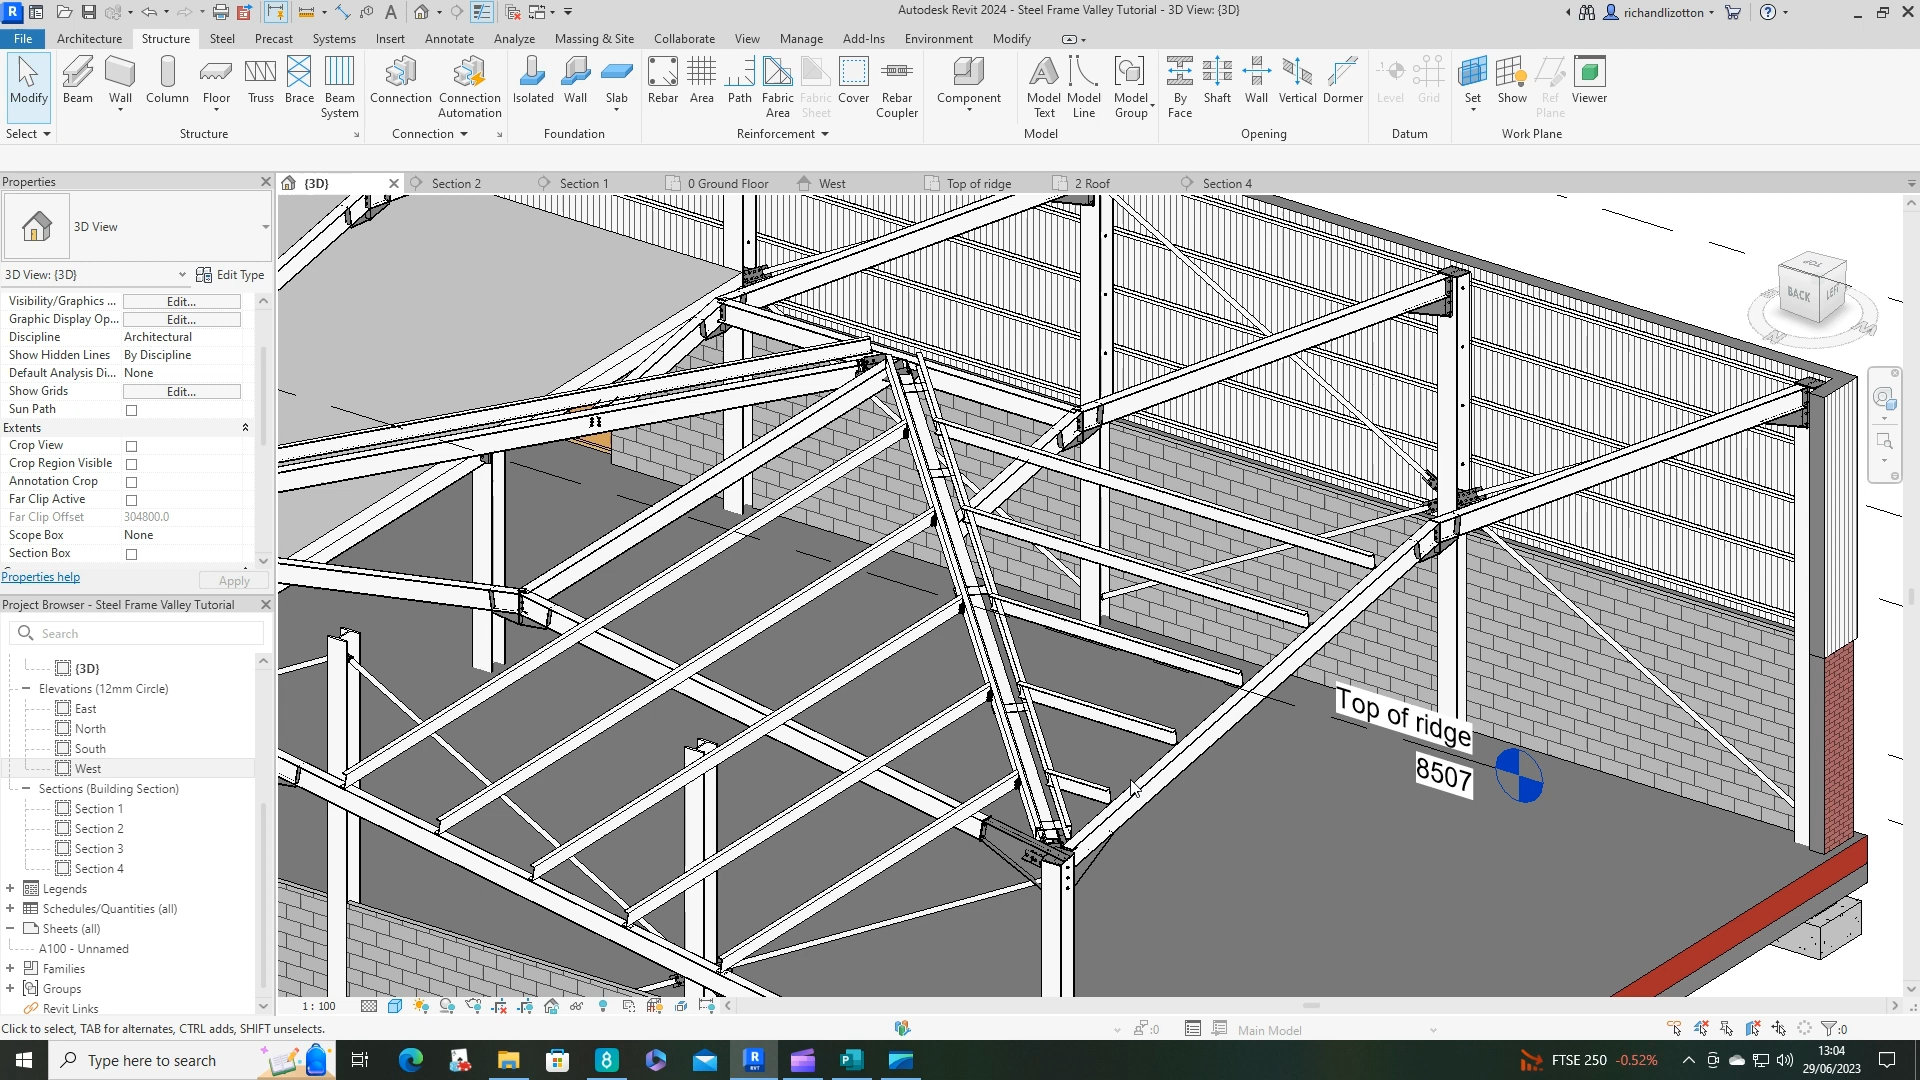 Autodesk Revit 2024 - Steel Frame Valley Tutorial - 3D View: {3D}
richandlizotton
File
Architecture
Structure
Steel
Precast
Systems
Insert
Annotate
Analyze
Massing & Site
Collaborate
View
Manage
Add-Ins
Environment
Modify
Modify
Beam
Wall
Column
Floor
Truss
Brace
Beam System
Connection
Connection Automation
Isolated
Wall
Slab
Rebar
Area
Path
Fabric Area
Fabric Sheet
Cover
Rebar Coupler
Component
Model Text
Model Line
Model Group
By Face
Shaft
Wall
Vertical
Dormer
Level
Grid
Set
Show
Ref Plane
Viewer
Select
Structure
Connection
Foundation
Reinforcement
Model
Opening
Datum
Work Plane
Properties
{3D}
Section 2
Section 1
0 Ground Floor
West
Top of ridge
2 Roof
Section 4
3D View
3D View: {3D}
Edit Type
Visibility/Graphics ... Edit...
Graphic Display Op... Edit...
Discipline Architectural
Show Hidden Lines By Discipline
Default Analysis Di... None
Show Grids Edit...
Sun Path
Extents
Crop View
Crop Region Visible
Annotation Crop
Far Clip Active
Far Clip Offset 304800.0
Scope Box None
Section Box
Properties help
Apply
Project Browser - Steel Frame Valley Tutorial
Search
{3D}
Elevations (12mm Circle)
East
North
South
West
Sections (Building Section)
Section 1
Section 2
Section 3
Section 4
Legends
Schedules/Quantities (all)
Sheets (all)
A100 - Unnamed
Families
Groups
Revit Links
TOP
BACK
LEFT
Top of ridge
8507
1 : 100
Click to select, TAB for alternates, CTRL adds, SHIFT unselects.
:0
Main Model
:0
Type here to search
FTSE 250 -0.52%
13:04
29/06/2023